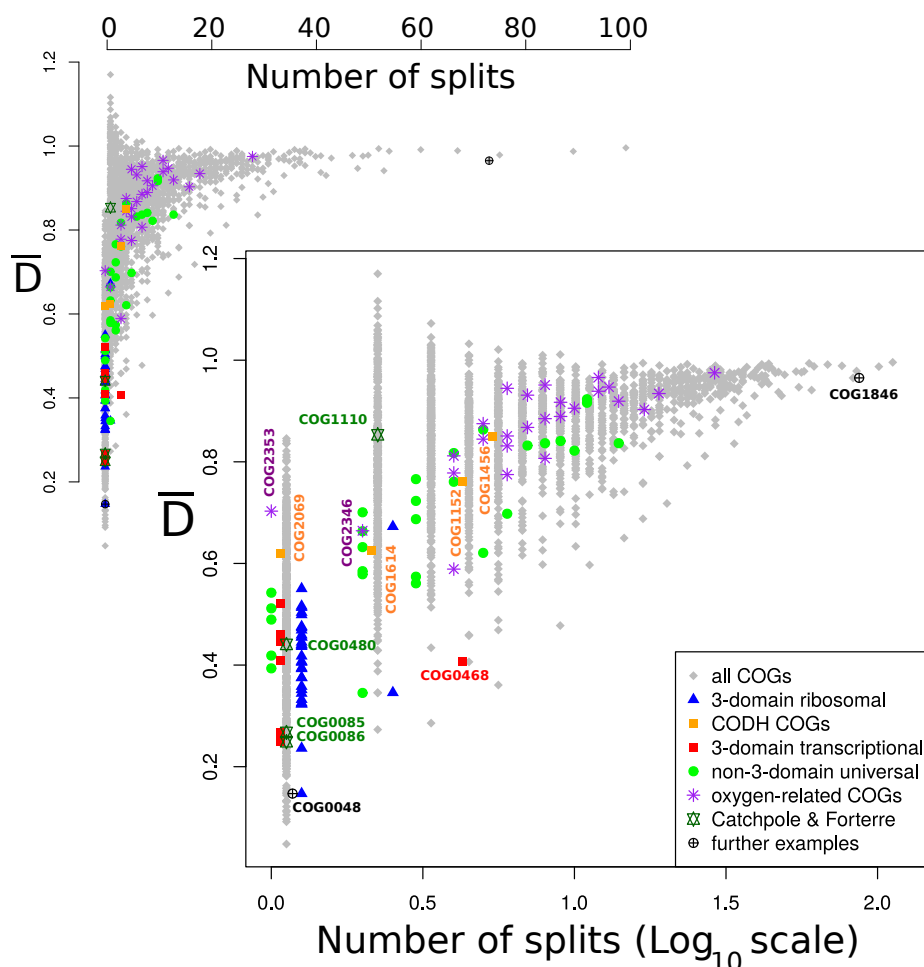 0 20 40 60 80 100
Number of splits
1.2
1.0
0.8
0.6
0.4
0.2
D
1.2
1.0
0.8
0.6
0.4
0.2
D
COG2353
COG2069
COG1110
COG2346
COG1614
COG1152
COG1456
COG1846
COG0480
COG0468
COG0085
COG0086
COG0048
all COGs
3-domain ribosomal
CODH COGs
3-domain transcriptional
non-3-domain universal
oxygen-related COGs
Catchpole & Forterre
further examples
0.0 0.5 1.0 1.5 2.0
Number of splits (Log10 scale)